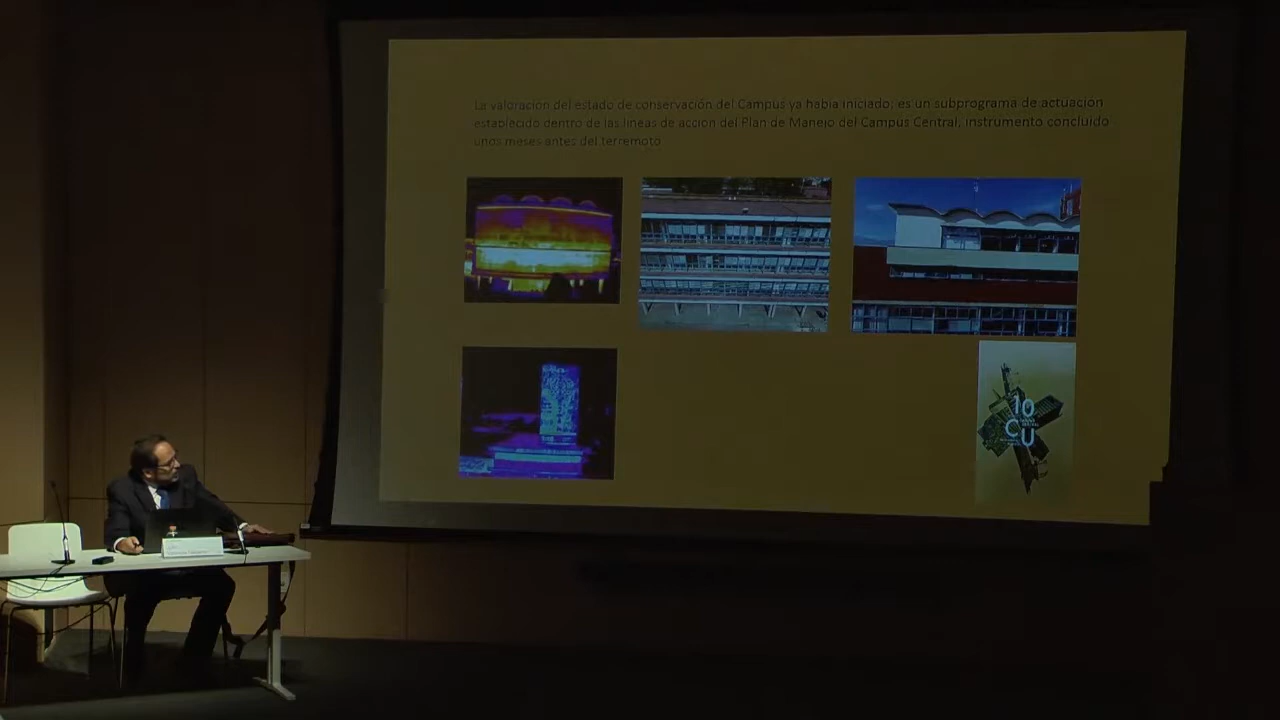 La valoración del estado de conservación del Campus ya había iniciado; es un subprograma de actuación
establecido dentro de las líneas de acción del Plan de Manejo del Campus Central, instrumento concluido
unos meses antes del terremoto
10
CU